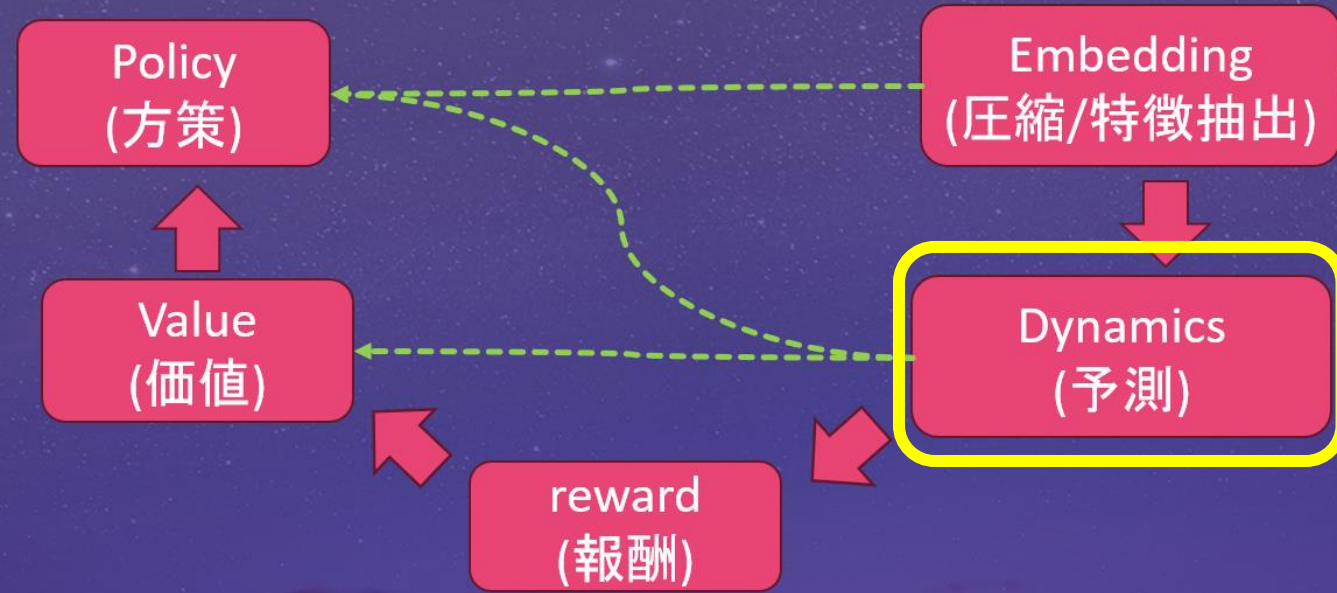 Policy
(方策)
Embedding
(圧縮/特徴抽出)
Value
(価値)
Dynamics
(予測)
reward
(報酬)